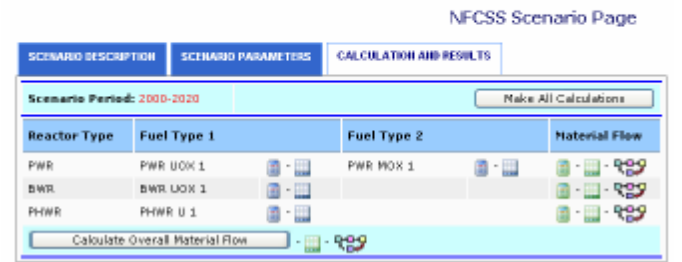 NFCSS Scenario Page
SCENARIO DESCRIPTION SCENARIO PARAMETERS CALCULATION AND RESULTS
Scenario Period: 2000-2020 Make All Calculations
Reactor Type Fuel Type 1 Fuel Type 2 Material Flow
PWR PWR UOX 1 - PWR MOX 1 - - -
BWR BWR UOX 1 - - -
PHWR PHWR U 1 - - -
Calculate Overall Material Flow - -